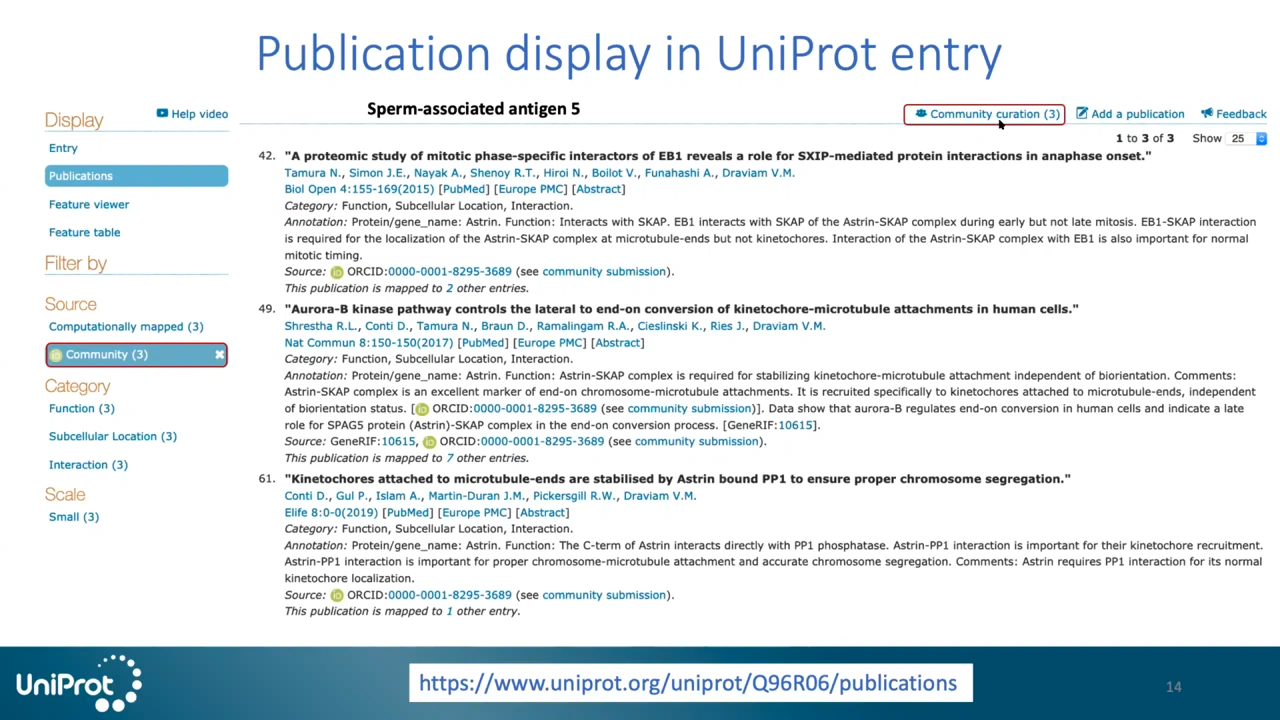 Publication display in UniProt entry
Display
Help video
Sperm-associated antigen 5
Community curation (3)
Add a publication
Feedback
1 to 3 of 3 Show 25
Entry
Publications
Feature viewer
Feature table
Filter by
Source
Computationally mapped (3)
iD Community (3) ✖
Category
Function (3)
Subcellular Location (3)
Interaction (3)
Scale
Small (3)
42. "A proteomic study of mitotic phase-specific interactors of EB1 reveals a role for SXIP-mediated protein interactions in anaphase onset."
Tamura N., Simon J.E., Nayak A., Shenoy R.T., Hiroi N., Boilot V., Funahashi A., Draviam V.M.
Biol Open 4:155-169(2015) [PubMed] [Europe PMC] [Abstract]
Category: Function, Subcellular Location, Interaction.
Annotation: Protein/gene_name: Astrin. Function: Interacts with SKAP. EB1 interacts with SKAP of the Astrin-SKAP complex during early but not late mitosis. EB1-SKAP interaction
is required for the localization of the Astrin-SKAP complex at microtubule-ends but not kinetochores. Interaction of the Astrin-SKAP complex with EB1 is also important for normal
mitotic timing.
Source: iD ORCID:0000-0001-8295-3689 (see community submission).
This publication is mapped to 2 other entries.
49. "Aurora-B kinase pathway controls the lateral to end-on conversion of kinetochore-microtubule attachments in human cells."
Shrestha R.L., Conti D., Tamura N., Braun D., Ramalingam R.A., Cieslinski K., Ries J., Draviam V.M.
Nat Commun 8:150-150(2017) [PubMed] [Europe PMC] [Abstract]
Category: Function, Subcellular Location, Interaction.
Annotation: Protein/gene_name: Astrin. Function: Astrin-SKAP complex is required for stabilizing kinetochore-microtubule attachment independent of biorientation. Comments:
Astrin-SKAP complex is an excellent marker of end-on chromosome-microtubule attachments. It is recruited specifically to kinetochores attached to microtubule-ends, independent
of biorientation status. [iD ORCID:0000-0001-8295-3689 (see community submission)]. Data show that aurora-B regulates end-on conversion in human cells and indicate a late
role for SPAG5 protein (Astrin)-SKAP complex in the end-on conversion process. [GeneRIF:10615].
Source: GeneRIF:10615, iD ORCID:0000-0001-8295-3689 (see community submission).
This publication is mapped to 7 other entries.
61. "Kinetochores attached to microtubule-ends are stabilised by Astrin bound PP1 to ensure proper chromosome segregation."
Conti D., Gul P., Islam A., Martin-Duran J.M., Pickersgill R.W., Draviam V.M.
Elife 8:0-0(2019) [PubMed] [Europe PMC] [Abstract]
Category: Function, Subcellular Location, Interaction.
Annotation: Protein/gene_name: Astrin. Function: The C-term of Astrin interacts directly with PP1 phosphatase. Astrin-PP1 interaction is important for their kinetochore recruitment.
Astrin-PP1 interaction is important for proper chromosome-microtubule attachment and accurate chromosome segregation. Comments: Astrin requires PP1 interaction for its normal
kinetochore localization.
Source: iD ORCID:0000-0001-8295-3689 (see community submission).
This publication is mapped to 1 other entry.
UniProt
https://www.uniprot.org/uniprot/Q96R06/publications
14